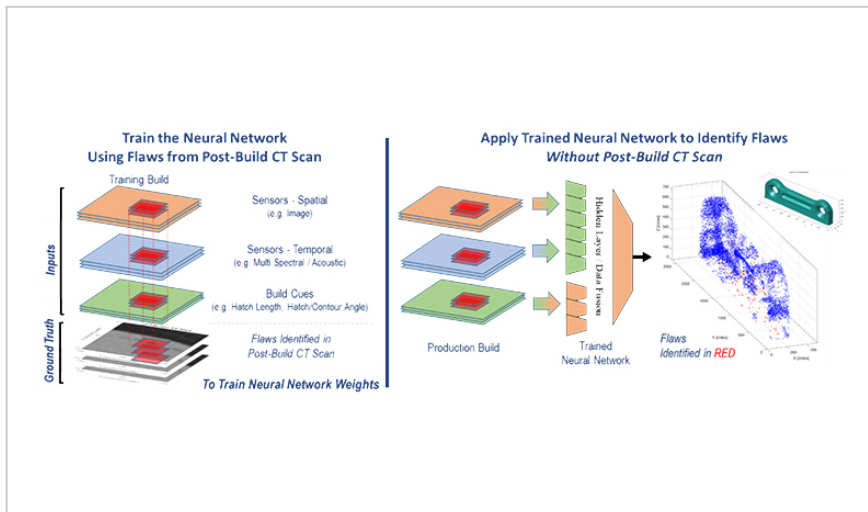 Train the Neural Network
Using Flaws from Post-Build CT Scan
Training Build
Inputs
Sensors - Spatial
(e.g. Image)
Sensors - Temporal
(e.g. Multi Spectral / Acoustic)
Build Cues
(e.g Hatch Length, Hatch/Contour Angle)
Ground Truth
Flaws Identified in
Post-Build CT Scan
To Train Neural Network Weights
Apply Trained Neural Network to Identify Flaws
Without Post-Build CT Scan
Hidden Layer / Data Fusion
Production Build
Trained
Neural Network
Flaws
Identified in RED